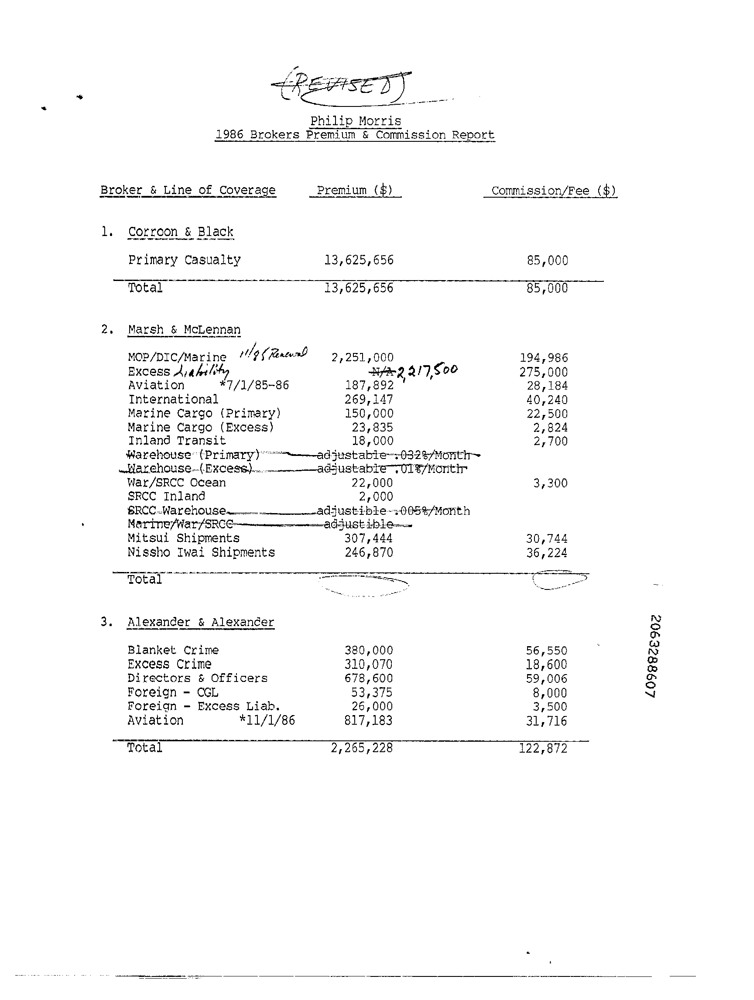 (REVISED)
Philip Morris
1986 Brokers Premium & Commission Report
Broker & Line of Coverage Premium ($) Commission/Fee ($)
1. Corroon & Black
Primary Casualty 13,625,656 85,000
Total 13,625,656 85,000
2. Marsh & McLennan
MOP/DIC/Marine 11/85 Renewal 2,251,000 194,986
Excess Liability N/A 2,217,500 275,000
Aviation *7/1/85-86 187,892 28,184
International 269,147 40,240
Marine Cargo (Primary) 150,000 22,500
Marine Cargo (Excess) 23,835 2,824
Inland Transit 18,000 2,700
Warehouse (Primary) adjustable .032%/Month
Warehouse (Excess) adjustable .01%/Month
War/SRCC Ocean 22,000 3,300
SRCC Inland 2,000
SRCC Warehouse adjustible .005%/Month
Marine/War/SRCC adjustible
Mitsui Shipments 307,444 30,744
Nissho Iwai Shipments 246,870 36,224
Total
3. Alexander & Alexander
Blanket Crime 380,000 56,550
Excess Crime 310,070 18,600
Directors & Officers 678,600 59,006
Foreign - CGL 53,375 8,000
Foreign - Excess Liab. 26,000 3,500
Aviation *11/1/86 817,183 31,716
Total 2,265,228 122,872
2063288607